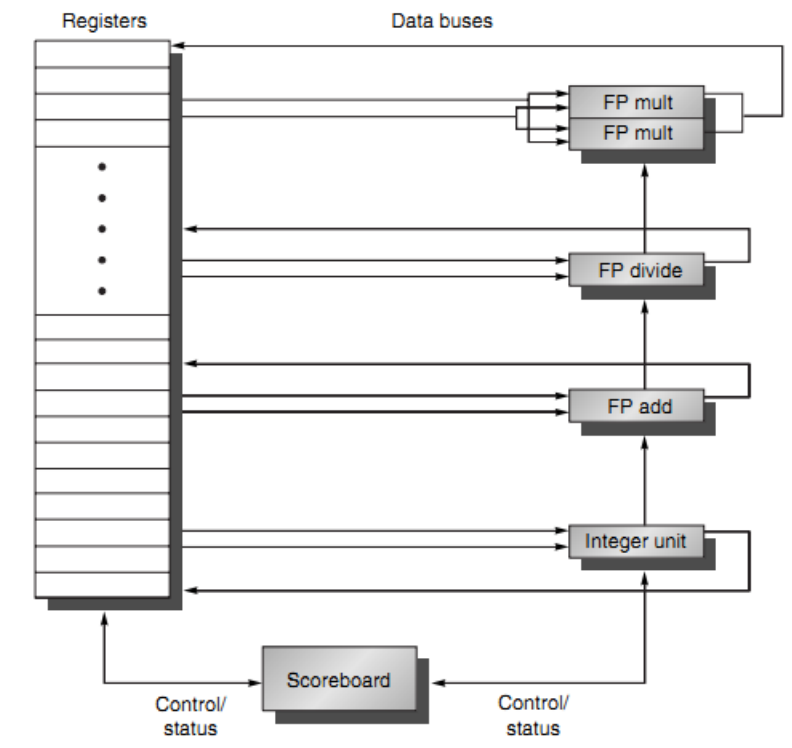 Registers
Data buses
FP mult
FP mult
FP divide
FP add
Integer unit
Scoreboard
Control/
status
Control/
status